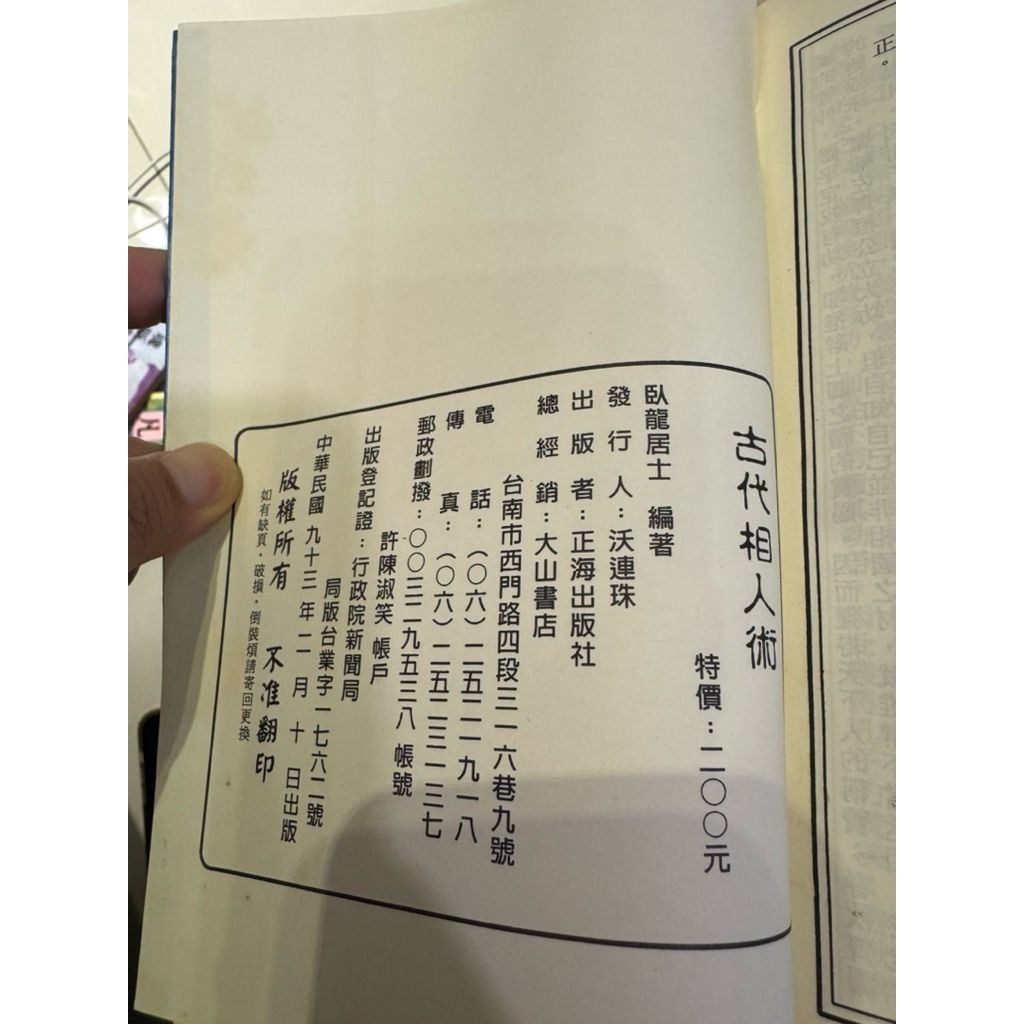 古代相人術
特價：二〇〇元
臥龍居士 編著
發行人：沃連珠
出版者：正海出版社
總經銷：大山書店
台南市西門路四段三一六巷九號
電話：（〇六）二五二一九一八
傳真：（〇六）二五二三一三七
郵政劃撥：〇〇三二九五三八 帳號
許陳淑笑 帳戶
出版登記證：行政院新聞局
局版台業字一七六二號
中華民國九十三年二月十日出版
版權所有 不准翻印
如有缺頁・破損・倒裝煩請寄回更換
正。